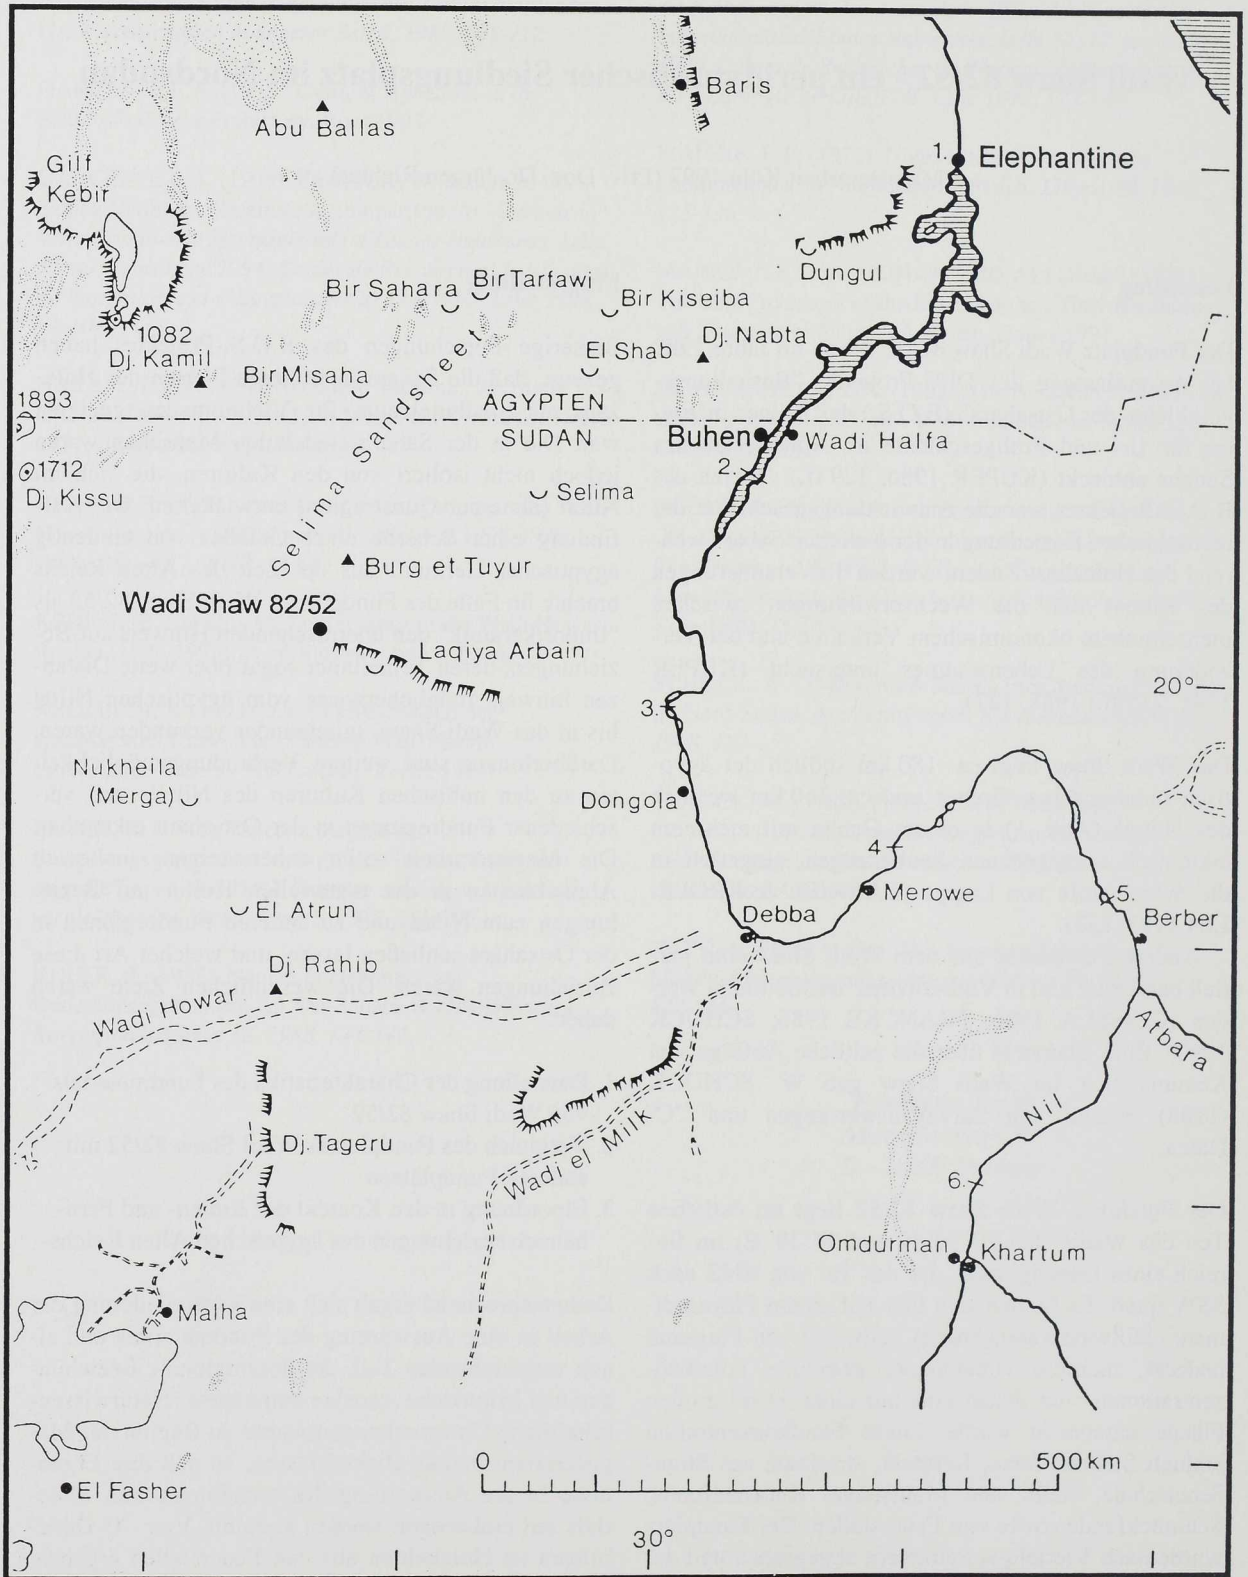 Baris
Abu Ballas
1. Elephantine
Gilf
Kebir
Dungul
Bir Sahara
Bir Tarfawi
Bir Kiseiba
1082
Dj. Kamil
Dj. Nabta
El Shab
Bir Misaha
1893
ÄGYPTEN
SUDAN
Buhen
Wadi Halfa
2.
1712
Dj. Kissu
Selima
Selima Sandshee
Burg et Tuyur
Wadi Shaw 82/52
Laqiya Arbain
20°
3.
Nukheila
(Merga)
Dongola
4
Merowe
5.
Berber
El Atrun
Debba
Dj. Rahib
Wadi Howar
Atbara
Nil
Dj. Tageru
Wadi el Milk
6.
Omdurman
Khartum
Malha
0 500 km
El Fasher
30°